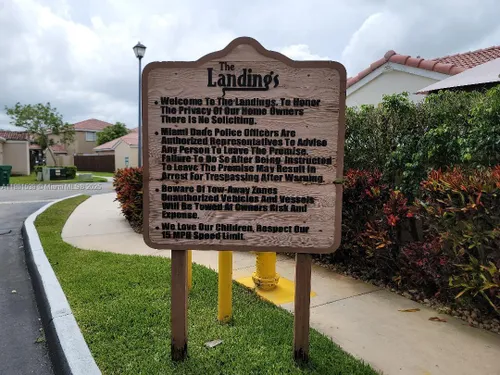 The
Landings
• Welcome To The Landings. To Honor
The Privacy Of Our Home Owners
There is No Soliciting.
• Miami Dade Police Officers Are
Authorized Representatives To Advise
Any Person To Leave The Premise.
Failure To Do So After Being Instructed
To Leave The Premise Will Result In
Arrest For Trespassing After Warning.
• Beware Of Tow-Away Zones
Unauthorized Vehicles And Vessels
Will Be Towed At Owners Risk And
Expense.
• We Love Our Children, Respect Our
15 MPH Speed Limit.